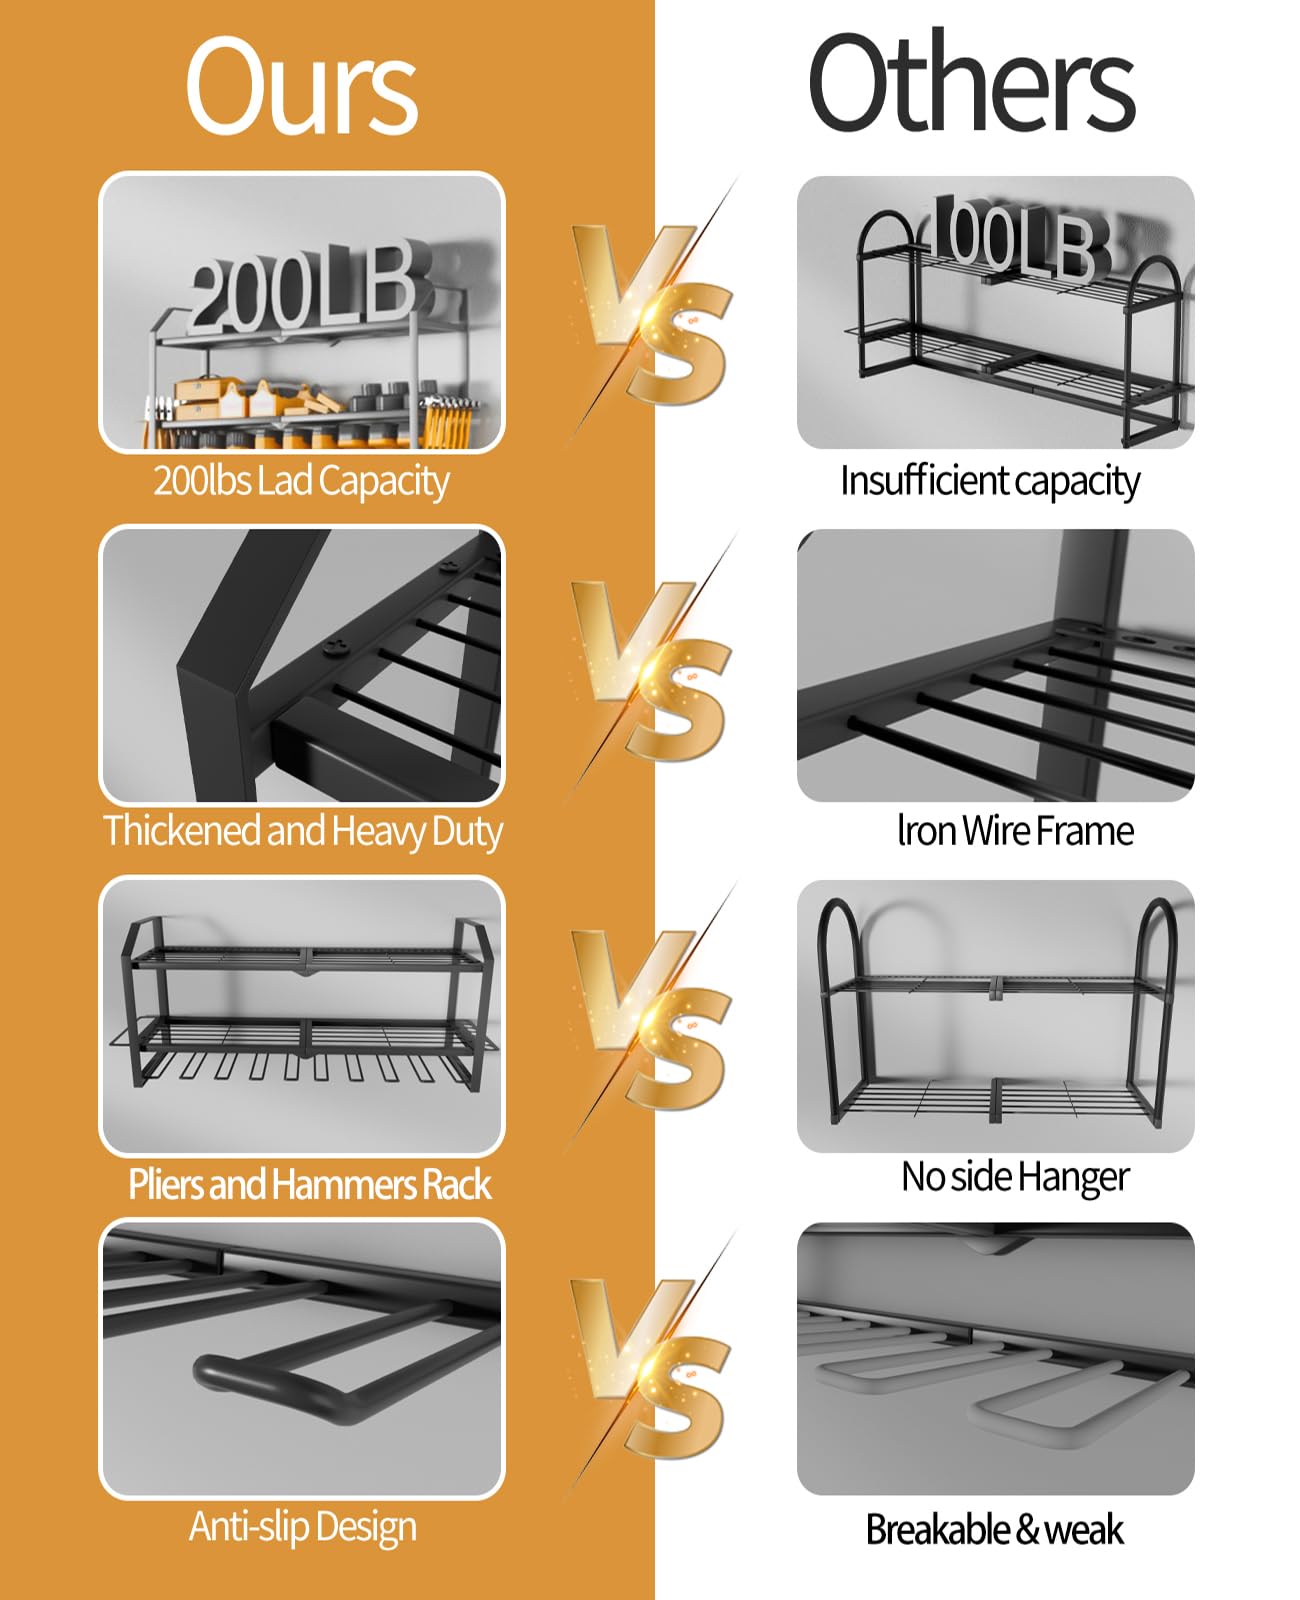 Ours
Others
200LB
VS
100LB
200lbs Lad Capacity
Insufficient capacity
VS
Thickened and Heavy Duty
lron Wire Frame
VS
Pliers and Hammers Rack
No side Hanger
VS
Anti-slip Design
Breakable & weak